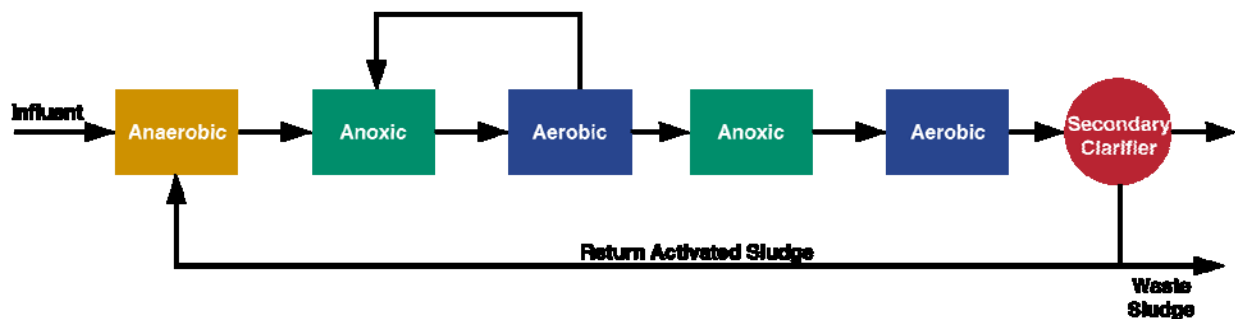 Influent
Anaerobic
Anoxic
Aerobic
Anoxic
Aerobic
Secondary
Clarifier
Return Activated Sludge
Waste
Sludge